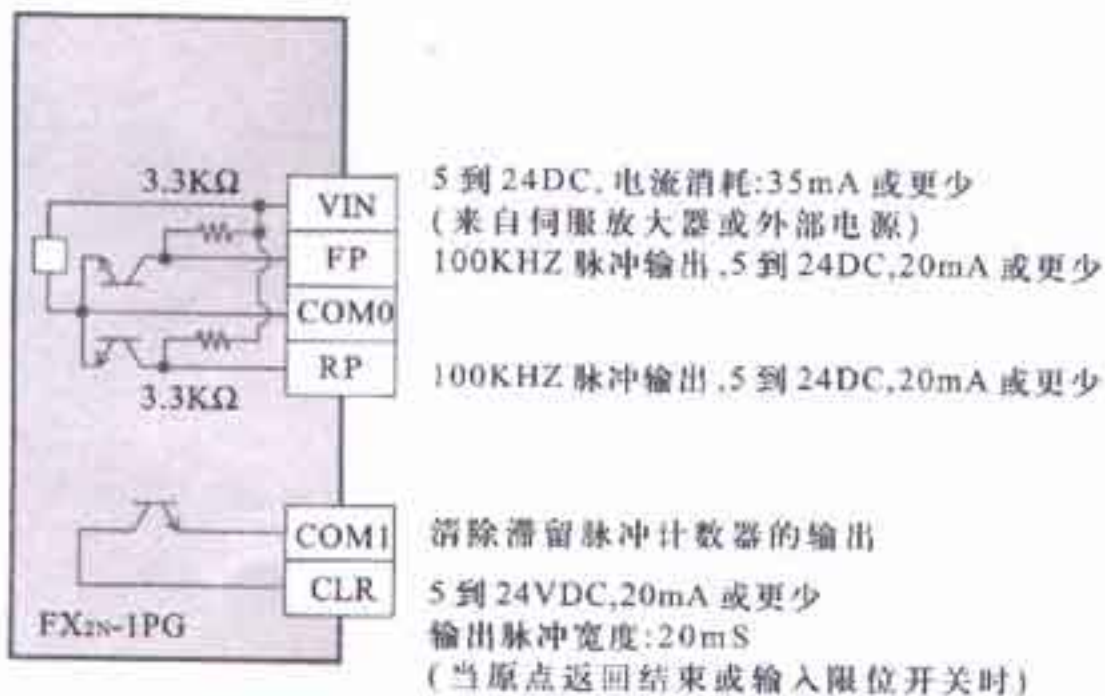 3.3KΩ
VIN
FP
COM0
RP
3.3KΩ
COM1
CLR
FX2N-1PG
5到24DC,电流消耗:35mA或更少
(来自伺服放大器或外部电源)
100KHZ脉冲输出,5到24DC,20mA或更少
100KHZ脉冲输出,5到24DC,20mA或更少
清除滞留脉冲计数器的输出
5到24VDC,20mA或更少
输出脉冲宽度:20mS
(当原点返回结束或输入限位开关时)